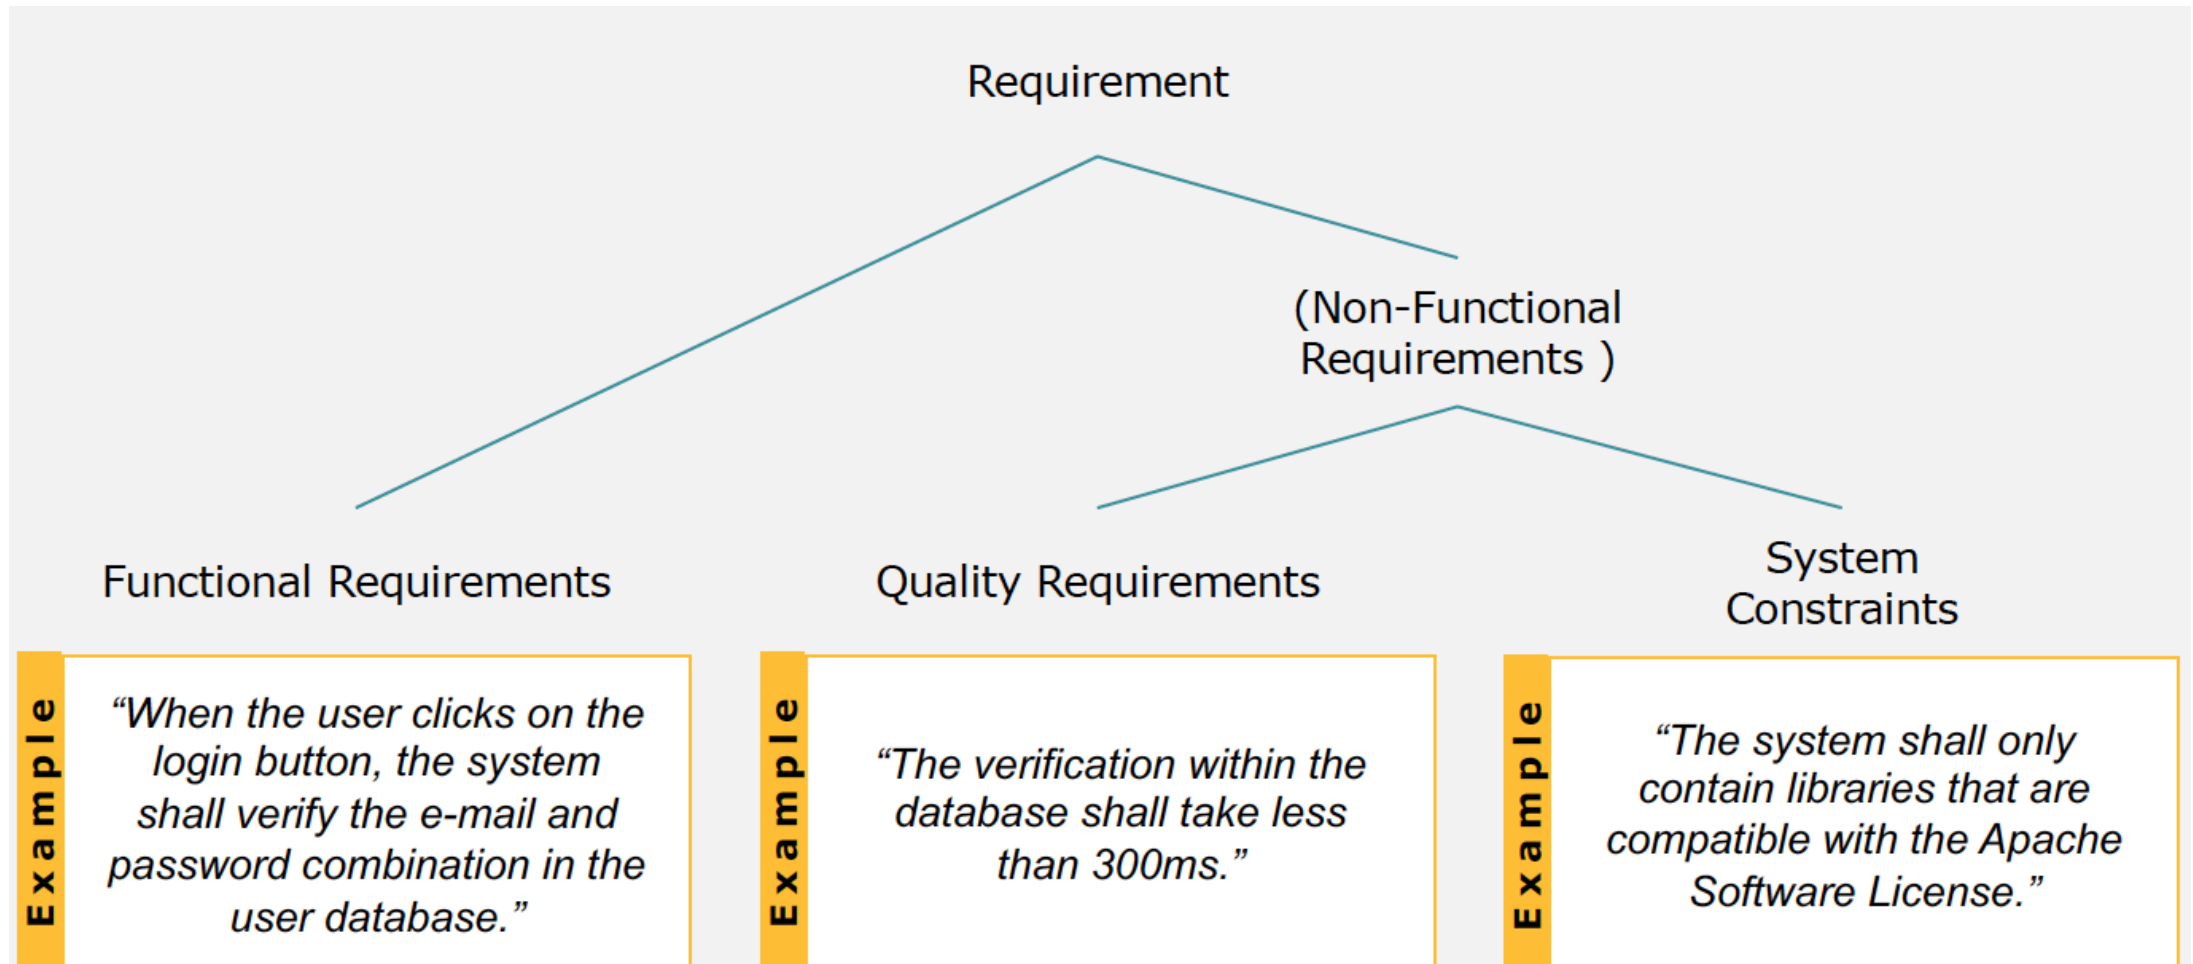 Requirement
(Non-Functional
Requirements )
Functional Requirements
Quality Requirements
System
Constraints
Example
“When the user clicks on the
login button, the system
shall verify the e-mail and
password combination in the
user database.”
Example
“The verification within the
database shall take less
than 300ms.”
Example
“The system shall only
contain libraries that are
compatible with the Apache
Software License.”